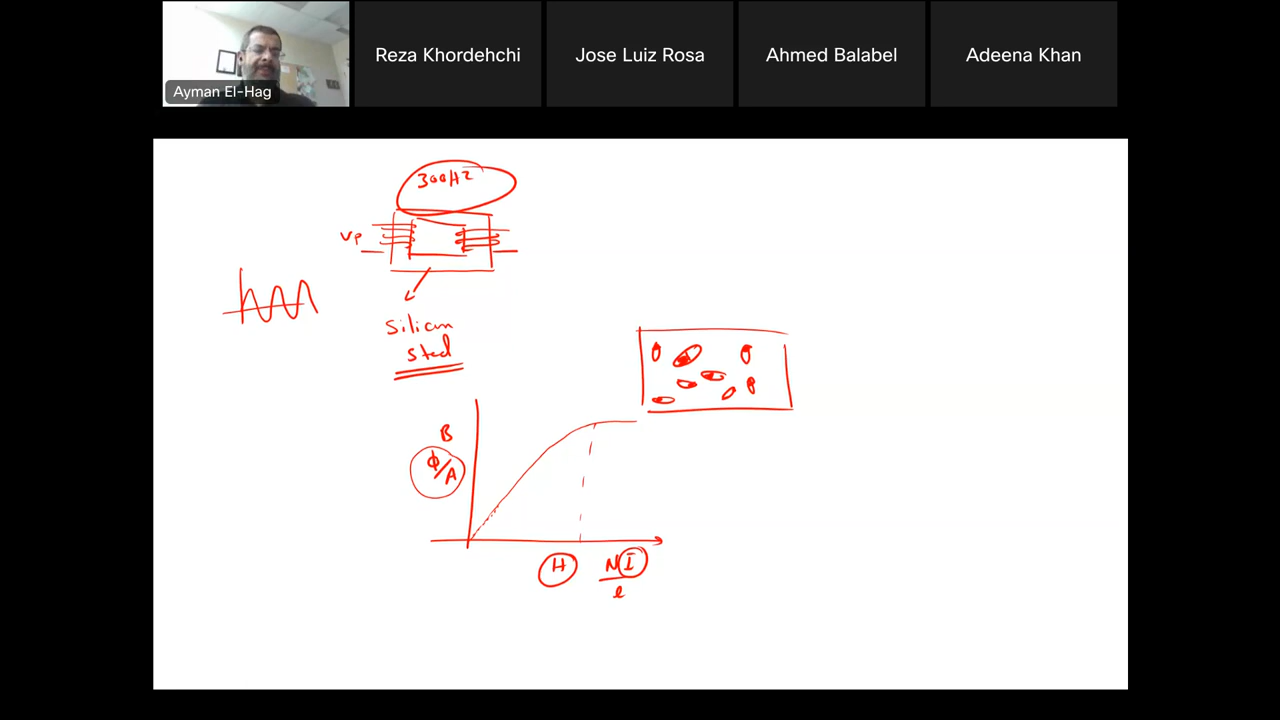 Ayman El-Hag
Reza Khordehchi
Jose Luiz Rosa
Ahmed Balabel
Adeena Khan
300HZ
VP
Silicon
steel
B
Φ/A
H
NI
l